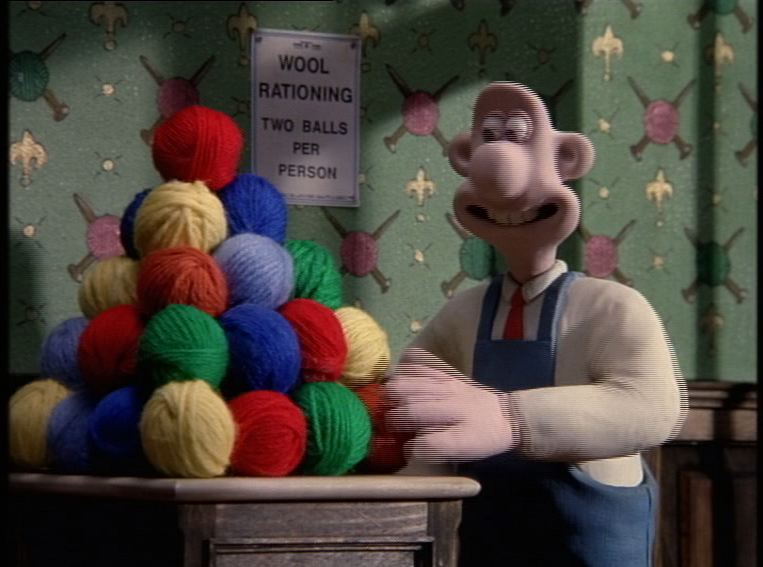 WOOL
RATIONING
TWO BALLS
PER
PERSON